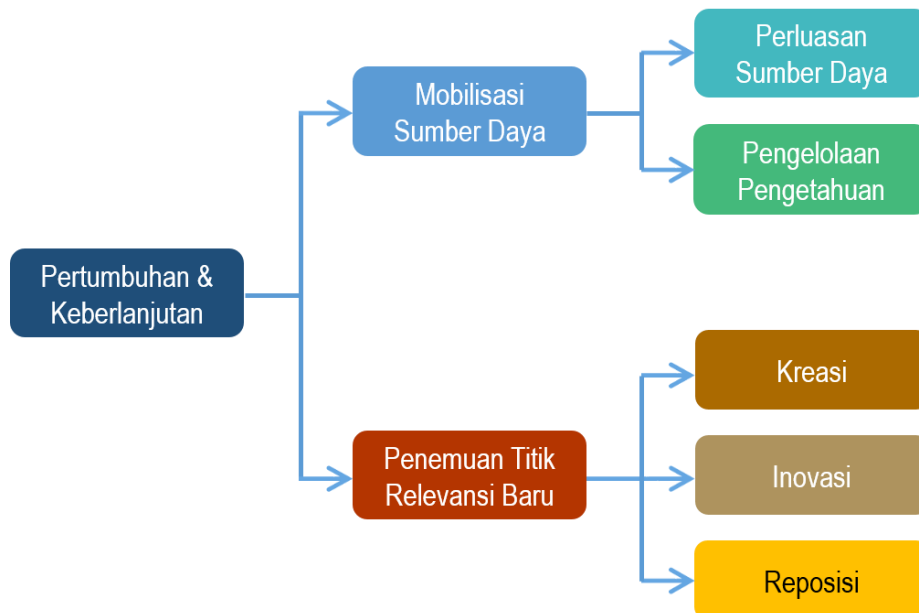 Perluasan
Sumber Daya
Mobilisasi
Sumber Daya
Pengelolaan
Pengetahuan
Pertumbuhan &
Keberlanjutan
Kreasi
Penemuan Titik
Relevansi Baru
Inovasi
Reposisi